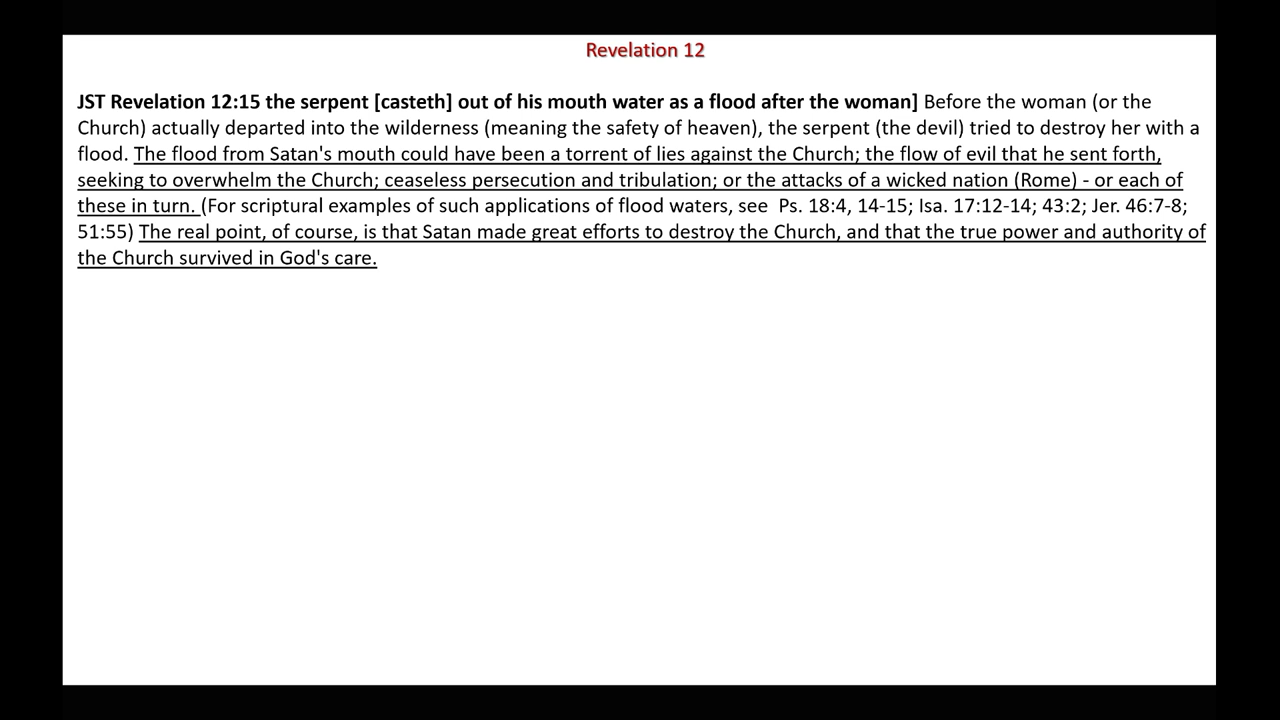 Revelation 12
JST Revelation 12:15 the serpent [casteth] out of his mouth water as a flood after the woman] Before the woman (or the
Church) actually departed into the wilderness (meaning the safety of heaven), the serpent (the devil) tried to destroy her with a
flood. The flood from Satan's mouth could have been a torrent of lies against the Church; the flow of evil that he sent forth,
seeking to overwhelm the Church; ceaseless persecution and tribulation; or the attacks of a wicked nation (Rome) - or each of
these in turn. (For scriptural examples of such applications of flood waters, see  Ps. 18:4, 14-15; Isa. 17:12-14; 43:2; Jer. 46:7-8;
51:55) The real point, of course, is that Satan made great efforts to destroy the Church, and that the true power and authority of
the Church survived in God's care.